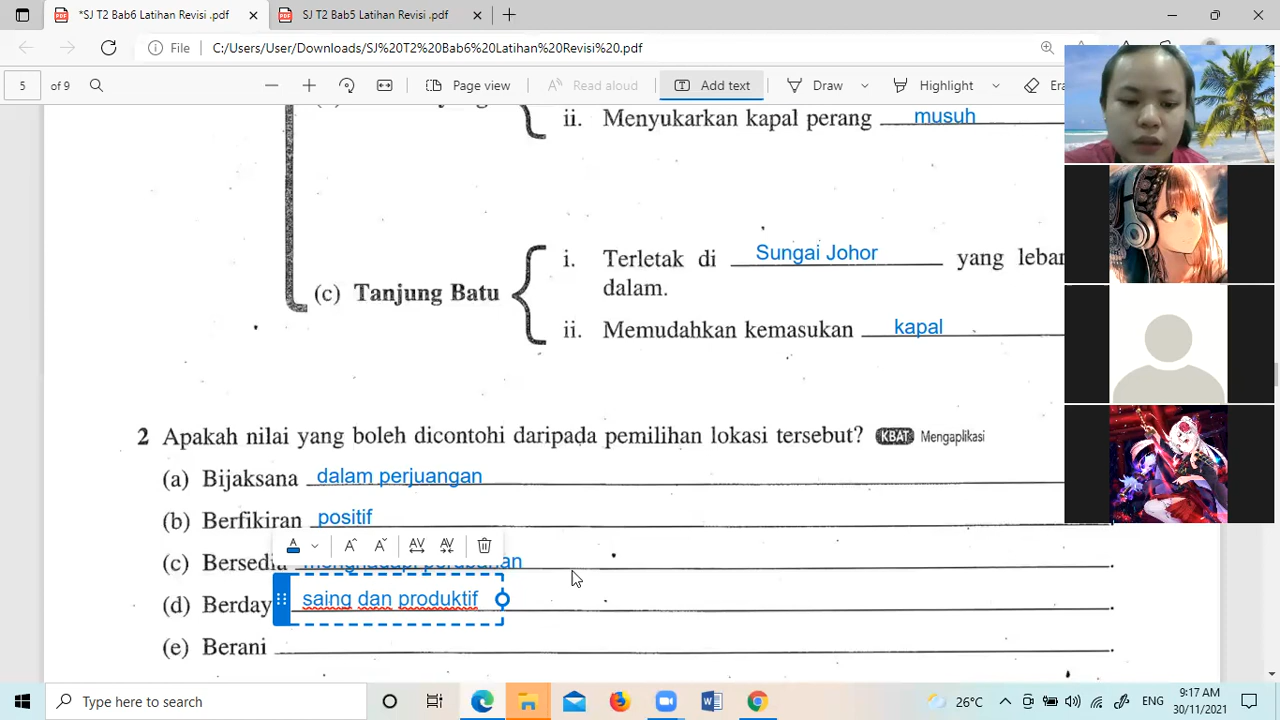 *SJ T2 Bab6 Latihan Revisi .pdf
SJ T2 Bab5 Revisi.pdf
File
C:/Users/User/Downloads/SJ%20T2%20Bab6%20Latihan%20Revisi%20.pdf
5 of 9
Page view
Read aloud
Add text
Draw
Highlight
Era
ii. Menyukarkan kapal perang musuh
i. Terletak di Sungai Johor yang lebar
dalam.
(c) Tanjung Batu
ii. Memudahkan kemasukan kapal
2 Apakah nilai yang boleh dicontohi daripada pemilihan lokasi tersebut? KBAT Mengaplikasi
(a) Bijaksana dalam perjuangan
(b) Berfikiran positif
(c) Bersedia menghadapi perubahan
(d) Berday saing dan produktif
(e) Berani
Type here to search
26°C
ENG
9:17 AM
30/11/2021